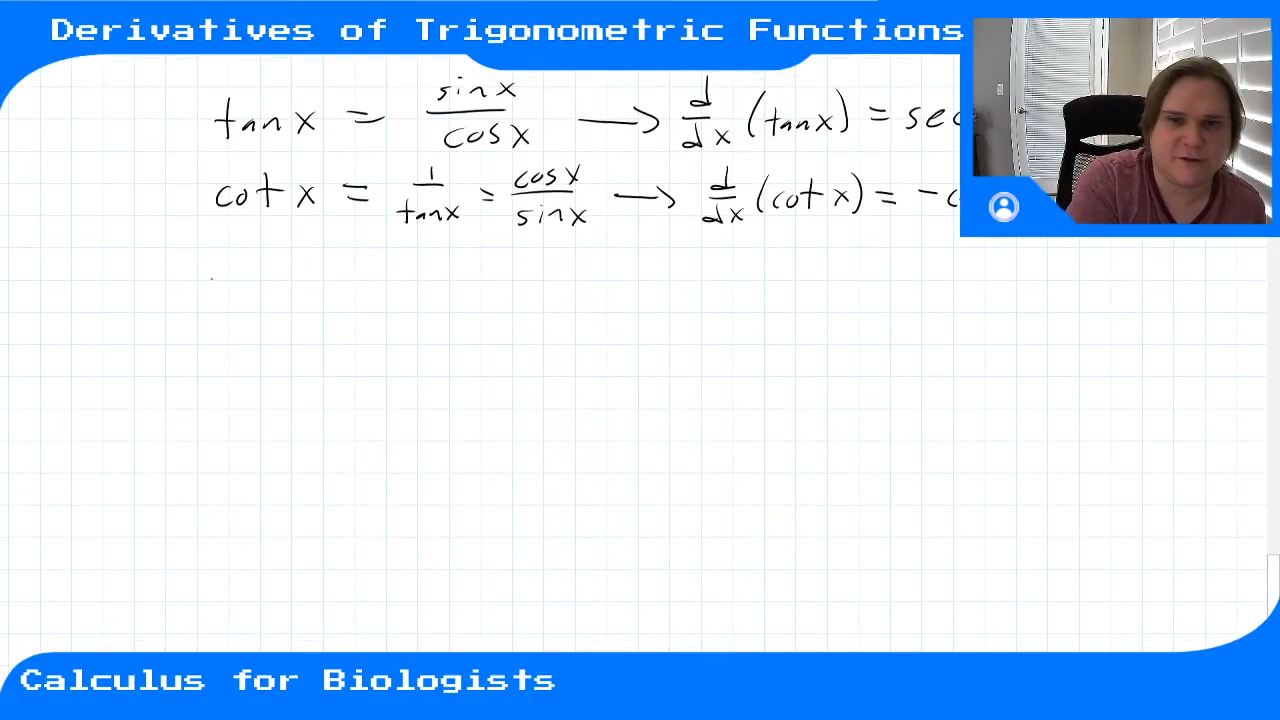 Derivatives of Trigonometric Functions
tan x = sin x / cos x → d/dx (tan x) = sec
cot x = 1 / tan x = cos x / sin x → d/dx (cot x) = -c
Calculus for Biologists